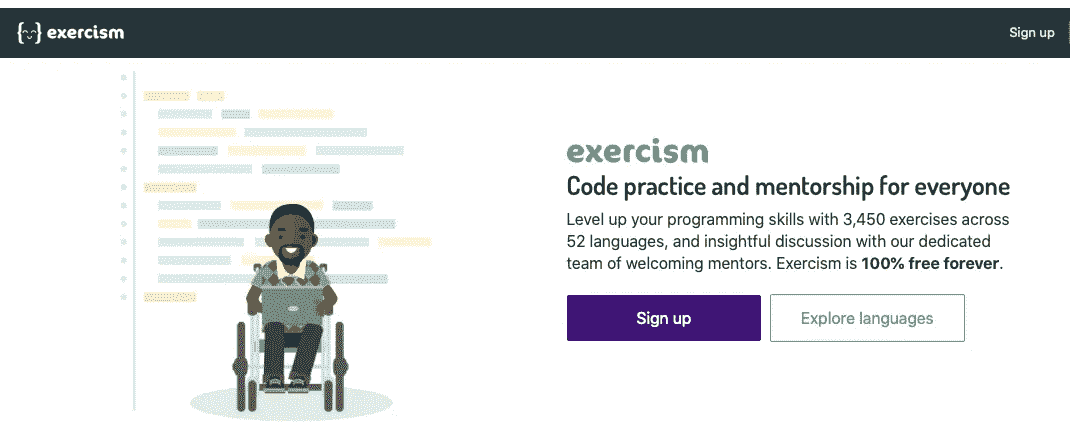 exercism
Sign up
exercism
Code practice and mentorship for everyone
Level up your programming skills with 3,450 exercises across
52 languages, and insightful discussion with our dedicated
team of welcoming mentors. Exercism is 100% free forever.
Sign up
Explore languages